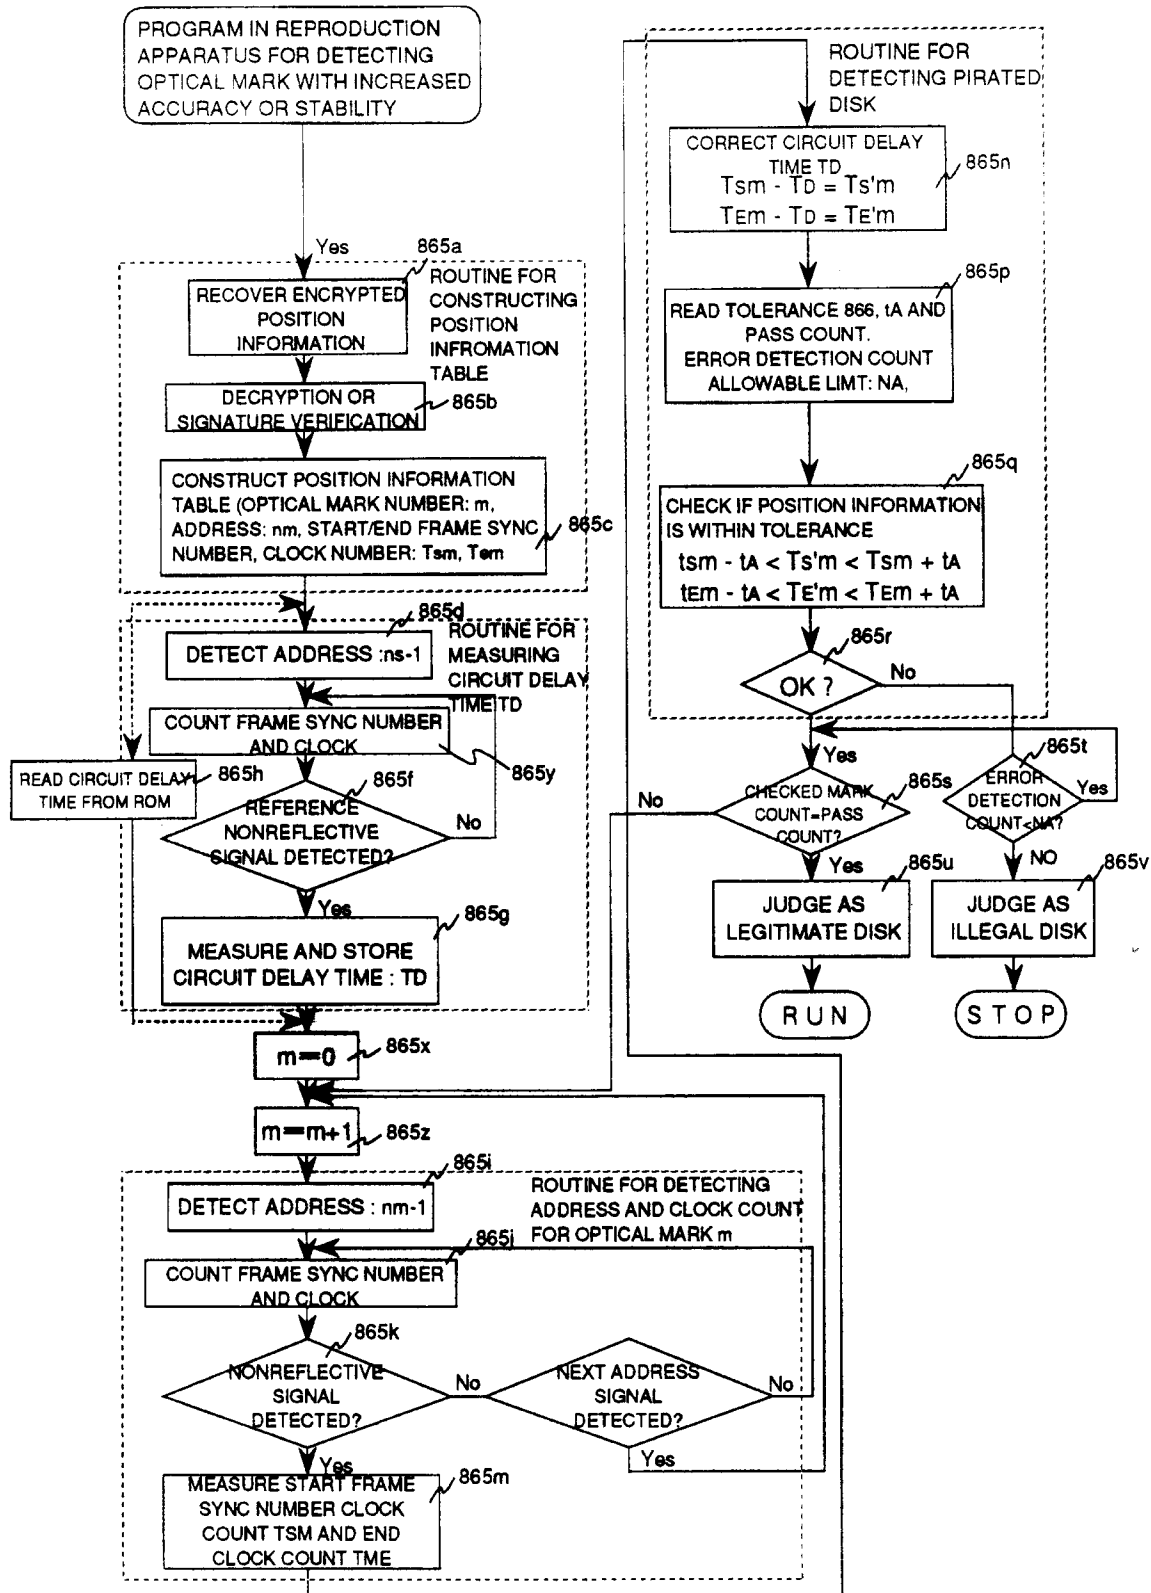 PROGRAM IN REPRODUCTION
APPARATUS FOR DETECTING
OPTICAL MARK WITH INCREASED
ACCURACY OR STABILITY
Yes
865a
RECOVER ENCRYPTED
POSITION
INFORMATION
ROUTINE FOR
CONSTRUCTING
POSITION
INFROMATION
TABLE
DECRYPTION OR
SIGNATURE VERIFICATION
865b
CONSTRUCT POSITION INFORMATION
TABLE (OPTICAL MARK NUMBER: m,
ADDRESS: nm, START/END FRAME SYNC
NUMBER, CLOCK NUMBER: Tsm, TEm
865c
865d
DETECT ADDRESS :ns-1
ROUTINE FOR
MEASURING
CIRCUIT DELAY
TIME TD
COUNT FRAME SYNC NUMBER
AND CLOCK
865y
READ CIRCUIT DELAY
TIME FROM ROM
865h
865f
REFERENCE
NONREFLECTIVE
SIGNAL DETECTED?
No
Yes
865g
MEASURE AND STORE
CIRCUIT DELAY TIME : TD
m=0
865x
m=m+1
865z
865i
DETECT ADDRESS : nm-1
ROUTINE FOR DETECTING
ADDRESS AND CLOCK COUNT
FOR OPTICAL MARK m
865j
COUNT FRAME SYNC NUMBER
AND CLOCK
865k
NONREFLECTIVE
SIGNAL
DETECTED?
No
NEXT ADDRESS
SIGNAL
DETECTED?
No
Yes
Yes
865m
MEASURE START FRAME
SYNC NUMBER CLOCK
COUNT TSM AND END
CLOCK COUNT TME
ROUTINE FOR
DETECTING PIRATED
DISK
CORRECT CIRCUIT DELAY
TIME TD
Tsm - TD = Ts'm
TEm - TD = TE'm
865n
865p
READ TOLERANCE 866, tA AND
PASS COUNT.
ERROR DETECTION COUNT
ALLOWABLE LIMT: NA,
865q
CHECK IF POSITION INFORMATION
IS WITHIN TOLERANCE
tsm - tA < Ts'm < Tsm + tA
tEm - tA < TE'm < TEm + tA
865r
OK ?
No
Yes
865s
CHECKED MARK
COUNT=PASS
COUNT?
No
Yes
865t
ERROR
DETECTION
COUNT<NA?
Yes
NO
865u
JUDGE AS
LEGITIMATE DISK
865v
JUDGE AS
ILLEGAL DISK
RUN
STOP